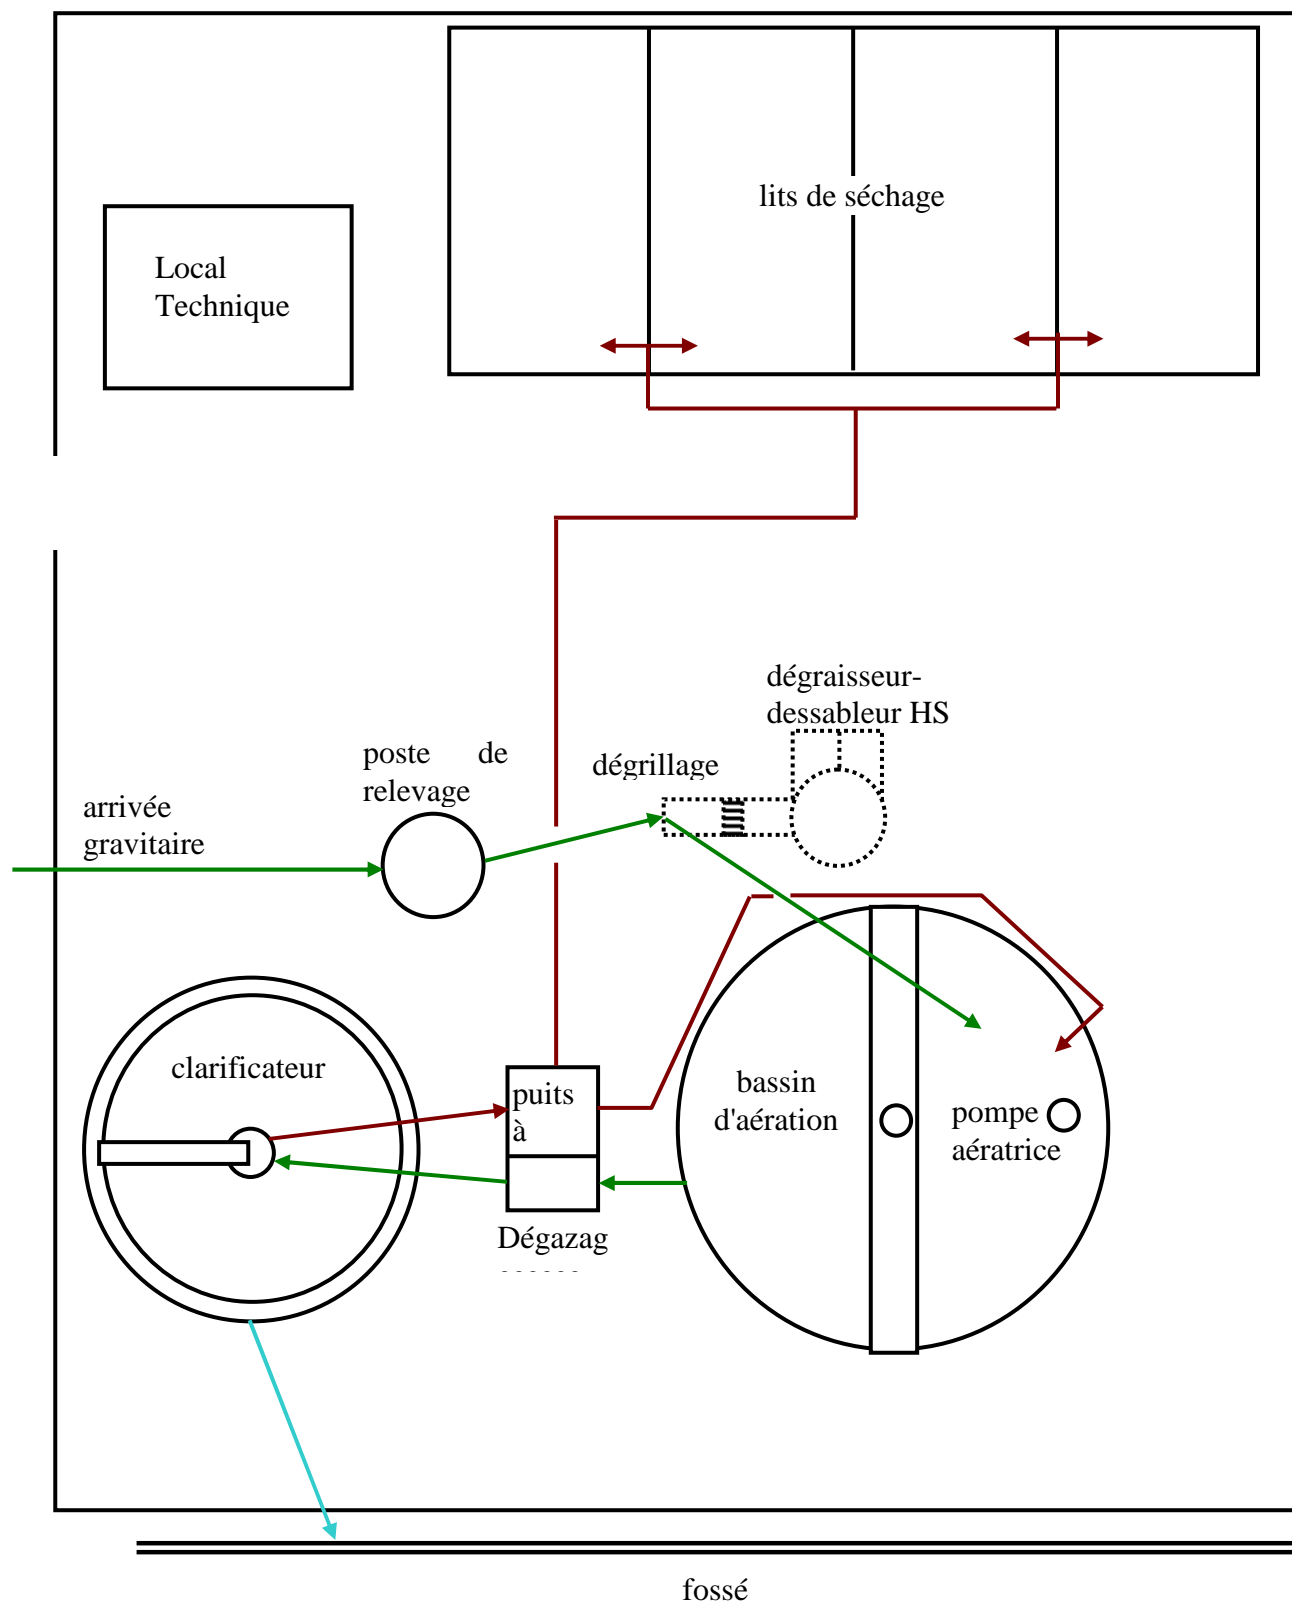 lits de séchage
Local
Technique
dégraisseur-
dessableur HS
poste de
relevage
dégrillage
arrivée
gravitaire
clarificateur
puits
à
bassin
d'aération
pompe
aératrice
Dégazag
fossé